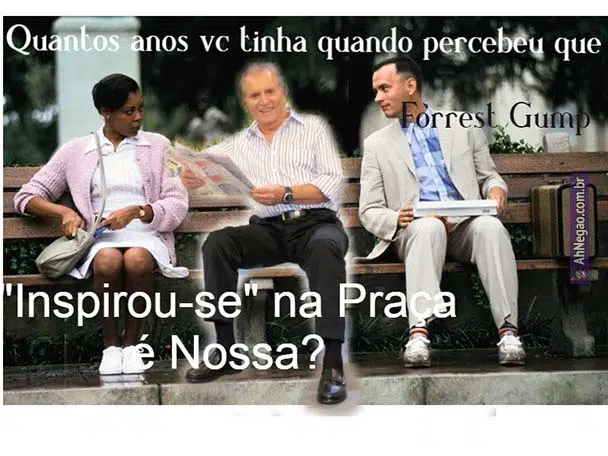 Quantos anos vc tinha quando percebeu que
Forrest Gump
AhNegao.com.br
"Inspirou-se" na Praça
é Nossa?